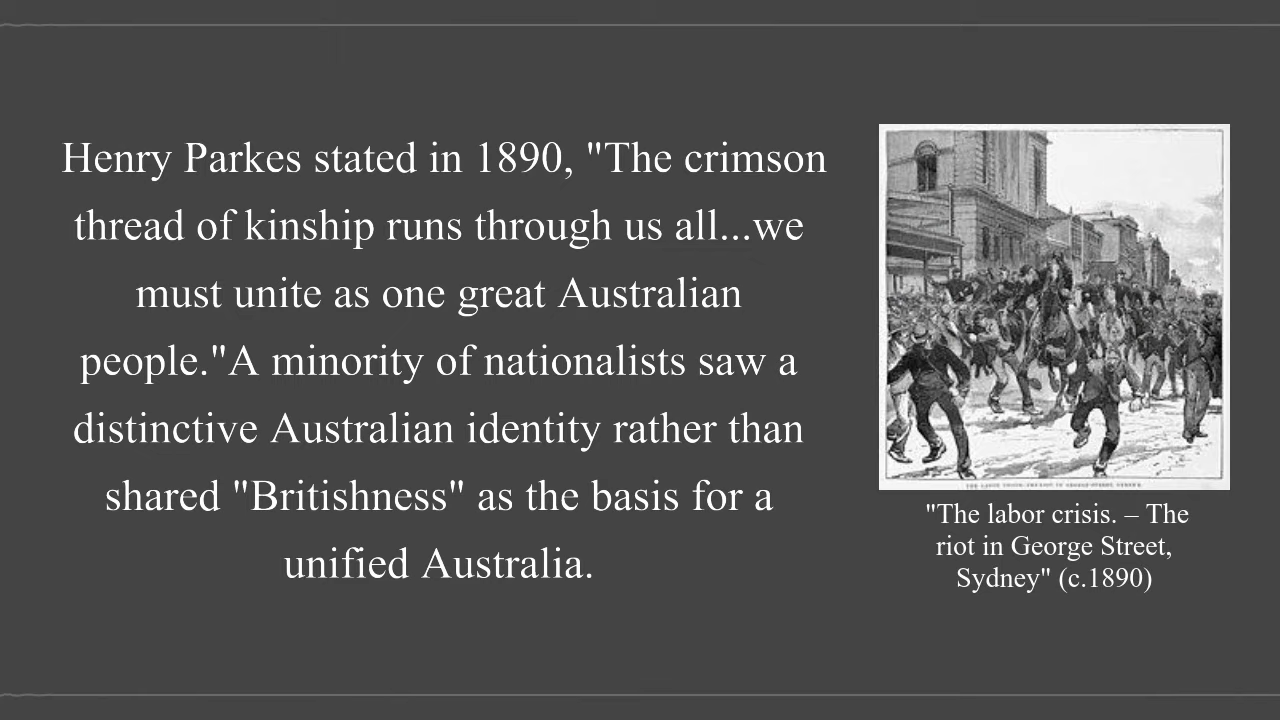 Henry Parkes stated in 1890, "The crimson
thread of kinship runs through us all...we
must unite as one great Australian
people."A minority of nationalists saw a
distinctive Australian identity rather than
shared "Britishness" as the basis for a
unified Australia.
"The labor crisis. – The
riot in George Street,
Sydney" (c.1890)